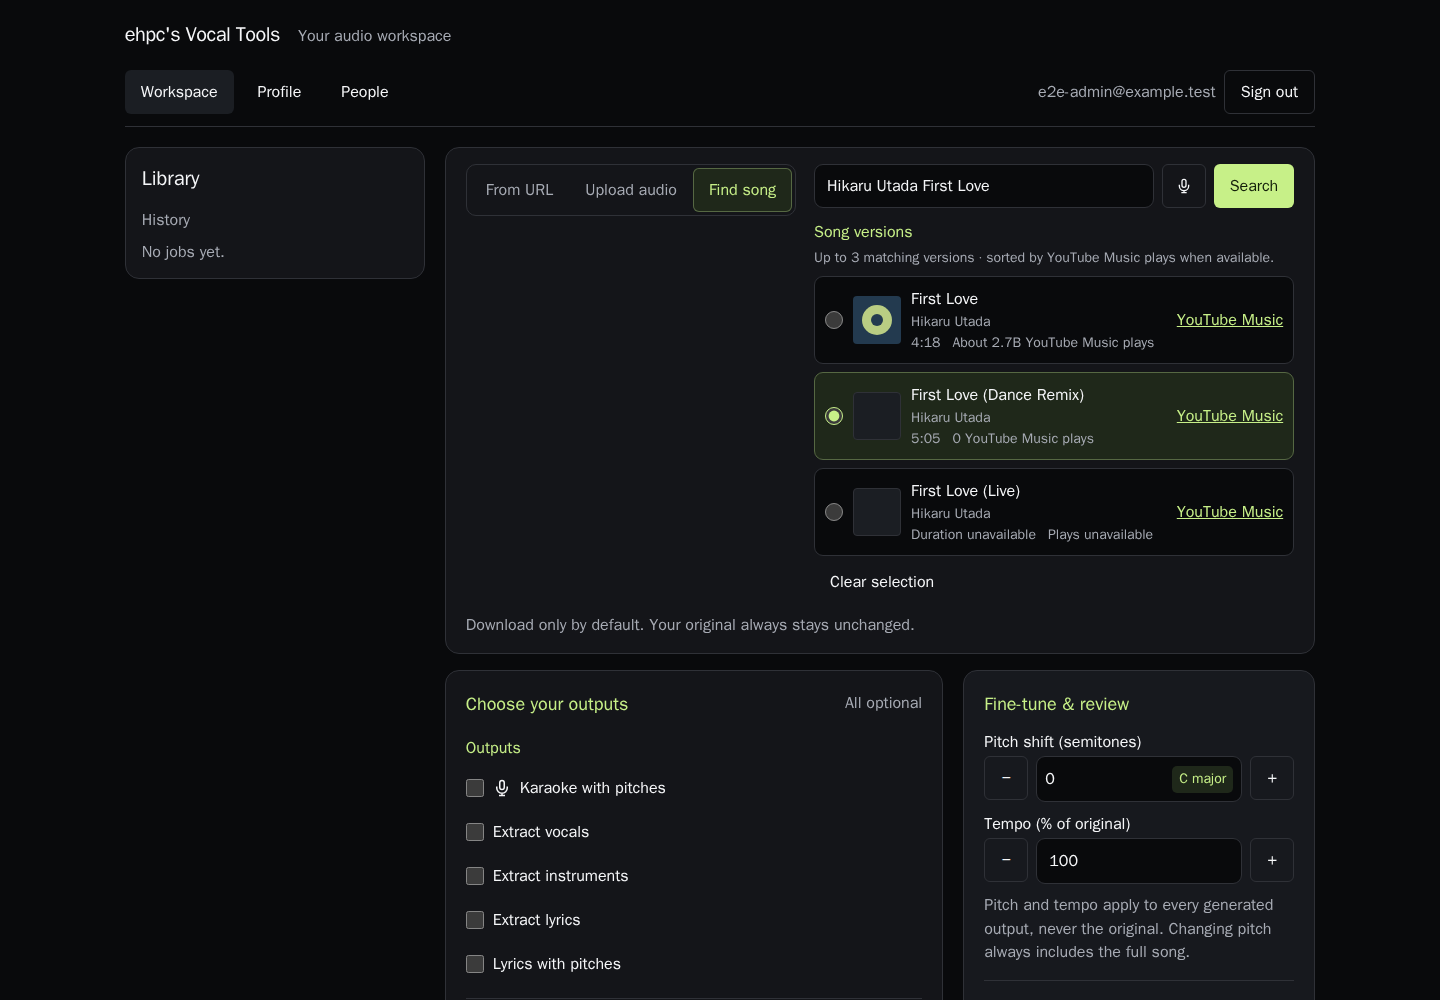 ehpc's Vocal Tools
Your audio workspace
Workspace
Profile
People
e2e-admin@example.test
Sign out
Library
History
No jobs yet.
From URL
Upload audio
Find song
Hikaru Utada First Love
Search
Song versions
Up to 3 matching versions · sorted by YouTube Music plays when available.
First Love
Hikaru Utada
4:18 About 2.7B YouTube Music plays
YouTube Music
First Love (Dance Remix)
Hikaru Utada
5:05 0 YouTube Music plays
YouTube Music
First Love (Live)
Hikaru Utada
Duration unavailable Plays unavailable
YouTube Music
Clear selection
Download only by default. Your original always stays unchanged.
Choose your outputs
All optional
Outputs
Karaoke with pitches
Extract vocals
Extract instruments
Extract lyrics
Lyrics with pitches
Fine-tune & review
Pitch shift (semitones)
− 0 C major +
Tempo (% of original)
− 100 +
Pitch and tempo apply to every generated
output, never the original. Changing pitch
always includes the full song.